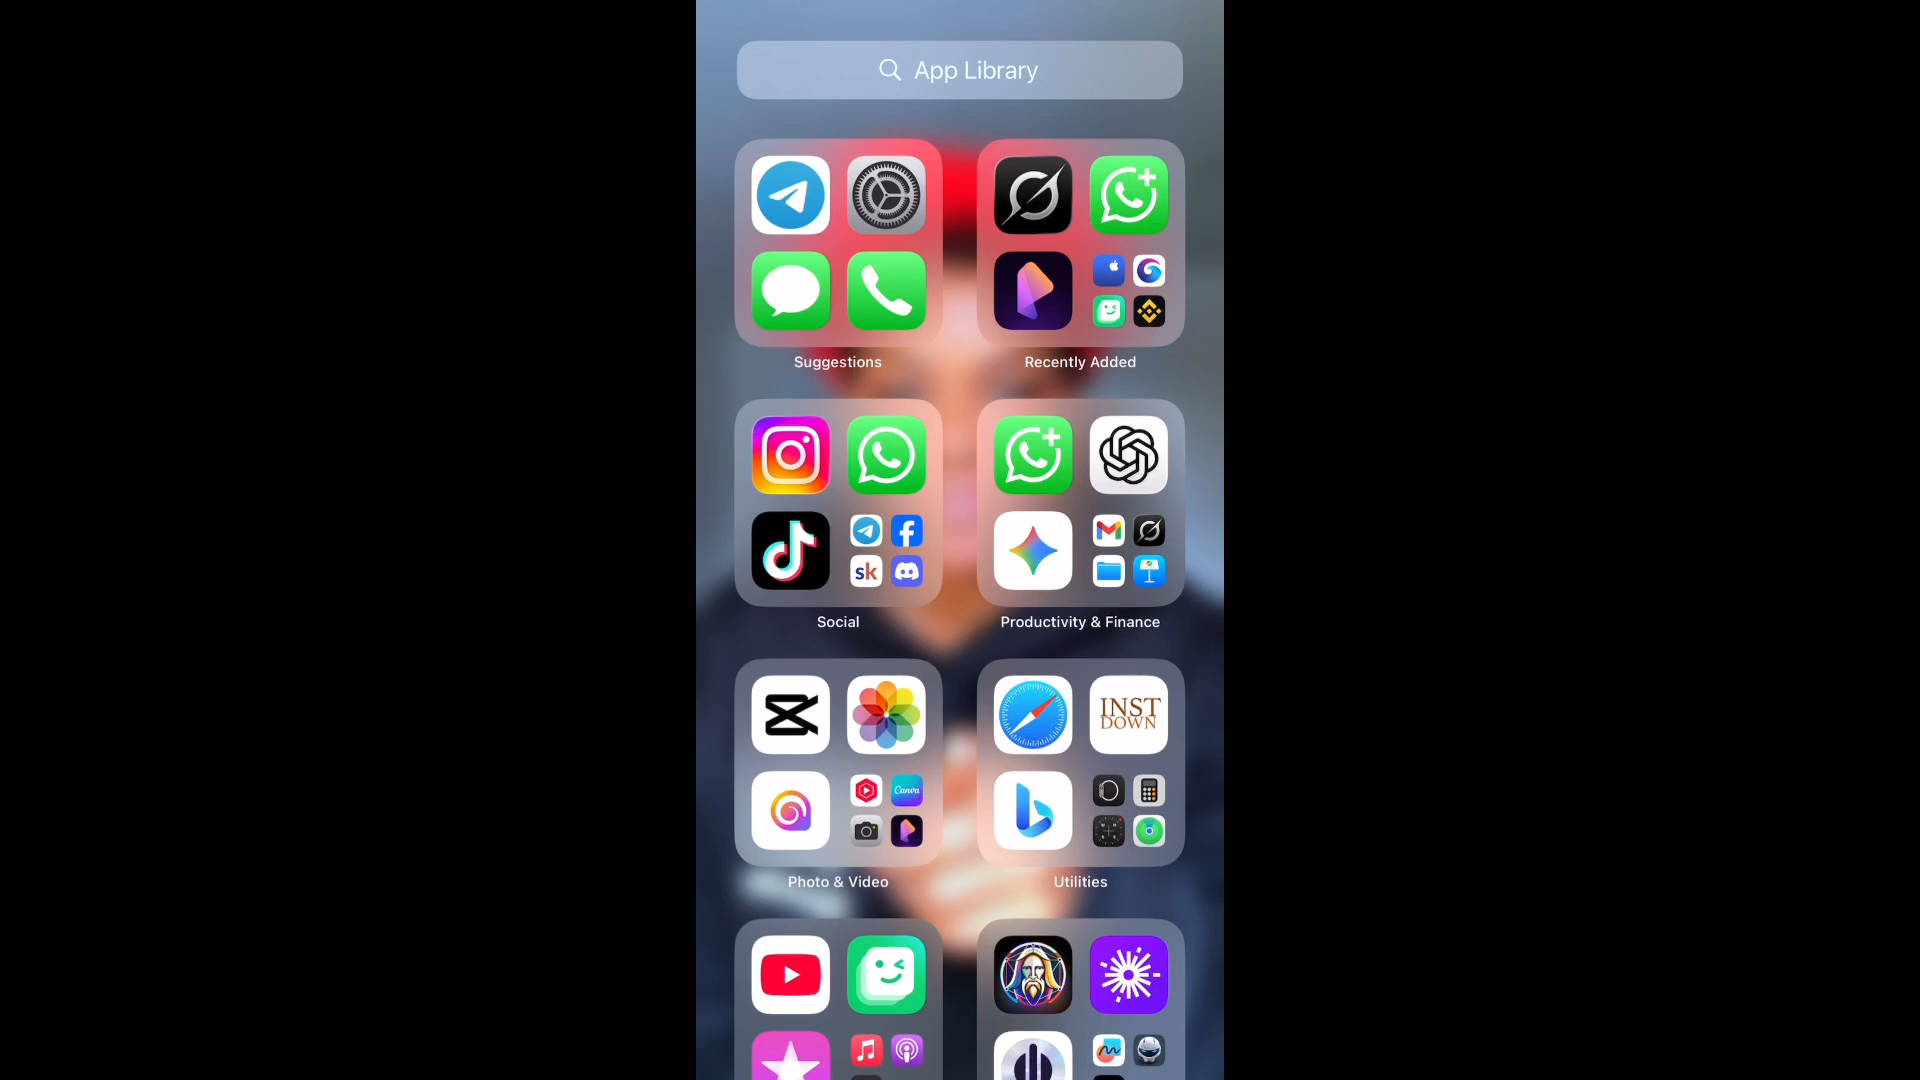 App Library
Suggestions
Recently Added
sk
Social
Productivity & Finance
INST
DOWN
Canva
Photo & Video
Utilities